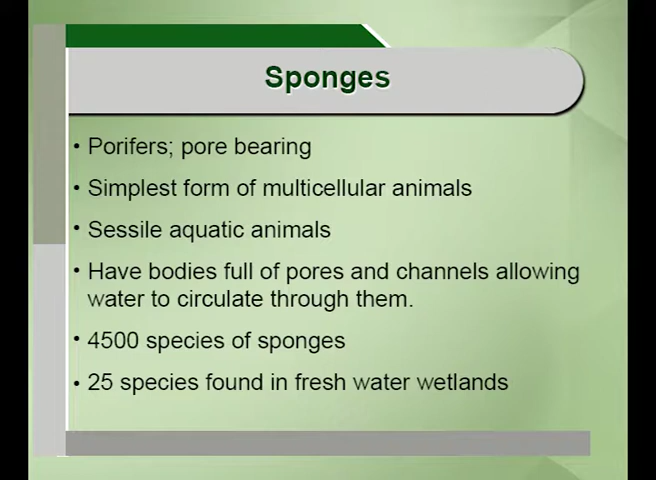 Sponges
• Porifers; pore bearing
• Simplest form of multicellular animals
• Sessile aquatic animals
• Have bodies full of pores and channels allowing
water to circulate through them.
• 4500 species of sponges
• 25 species found in fresh water wetlands